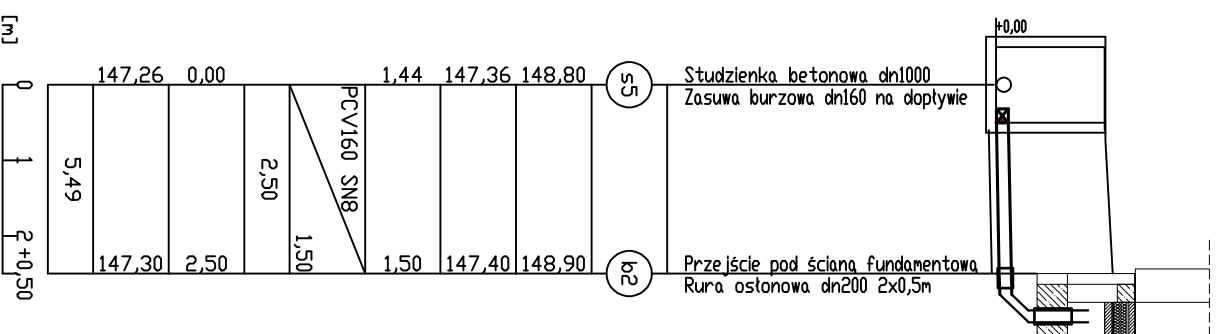 +0,00
147,26 0,00 1,44 147,36 148,80 s5 Studzienka betonowa dn1000
Zasuwa burzowa dn160 na dopływie
[m]
0
1
2
+0,50
5,49
2,50
PCV160 SN8
1,50
147,30 2,50 1,50 147,40 148,90 b2 Przejście pod ścianą fundamentową
Rura osłonowa dn200 2x0,5m